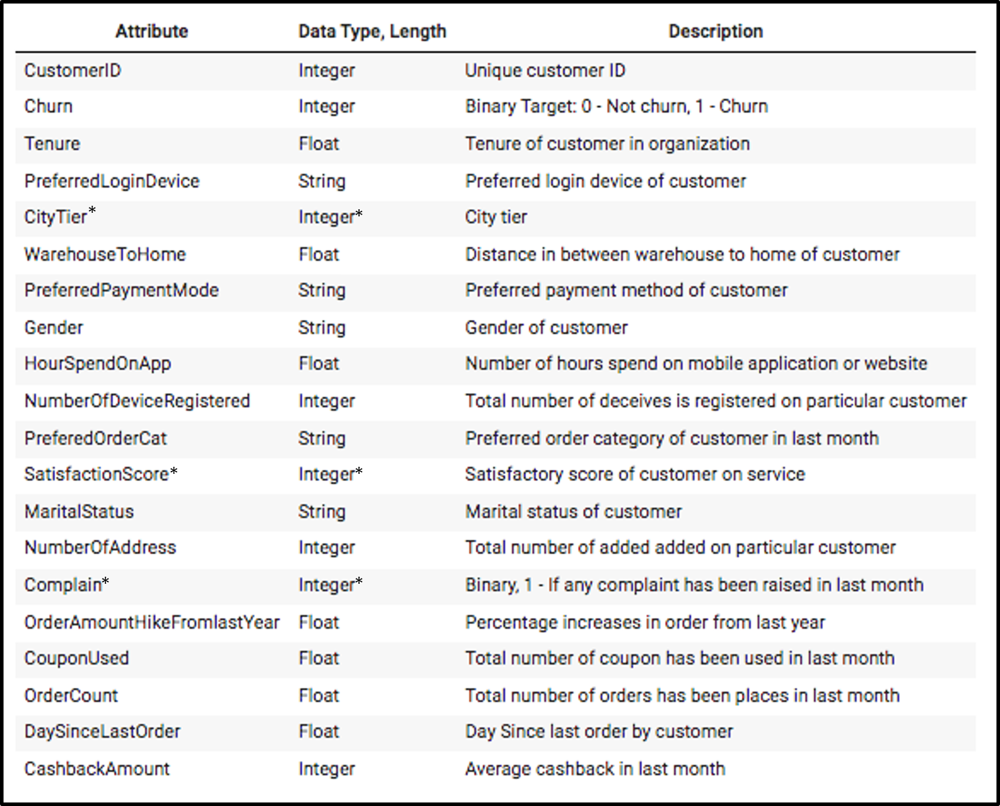 Attribute Data Type, Length Description
CustomerID Integer Unique customer ID
Churn Integer Binary Target: 0 - Not churn, 1 - Churn
Tenure Float Tenure of customer in organization
PreferredLoginDevice String Preferred login device of customer
CityTier* Integer* City tier
WarehouseToHome Float Distance in between warehouse to home of customer
PreferredPaymentMode String Preferred payment method of customer
Gender String Gender of customer
HourSpendOnApp Float Number of hours spend on mobile application or website
NumberOfDeviceRegistered Integer Total number of deceives is registered on particular customer
PreferedOrderCat String Preferred order category of customer in last month
SatisfactionScore* Integer* Satisfactory score of customer on service
MaritalStatus String Marital status of customer
NumberOfAddress Integer Total number of added added on particular customer
Complain* Integer* Binary, 1 - If any complaint has been raised in last month
OrderAmountHikeFromlastYear Float Percentage increases in order from last year
CouponUsed Float Total number of coupon has been used in last month
OrderCount Float Total number of orders has been places in last month
DaySinceLastOrder Float Day Since last order by customer
CashbackAmount Integer Average cashback in last month